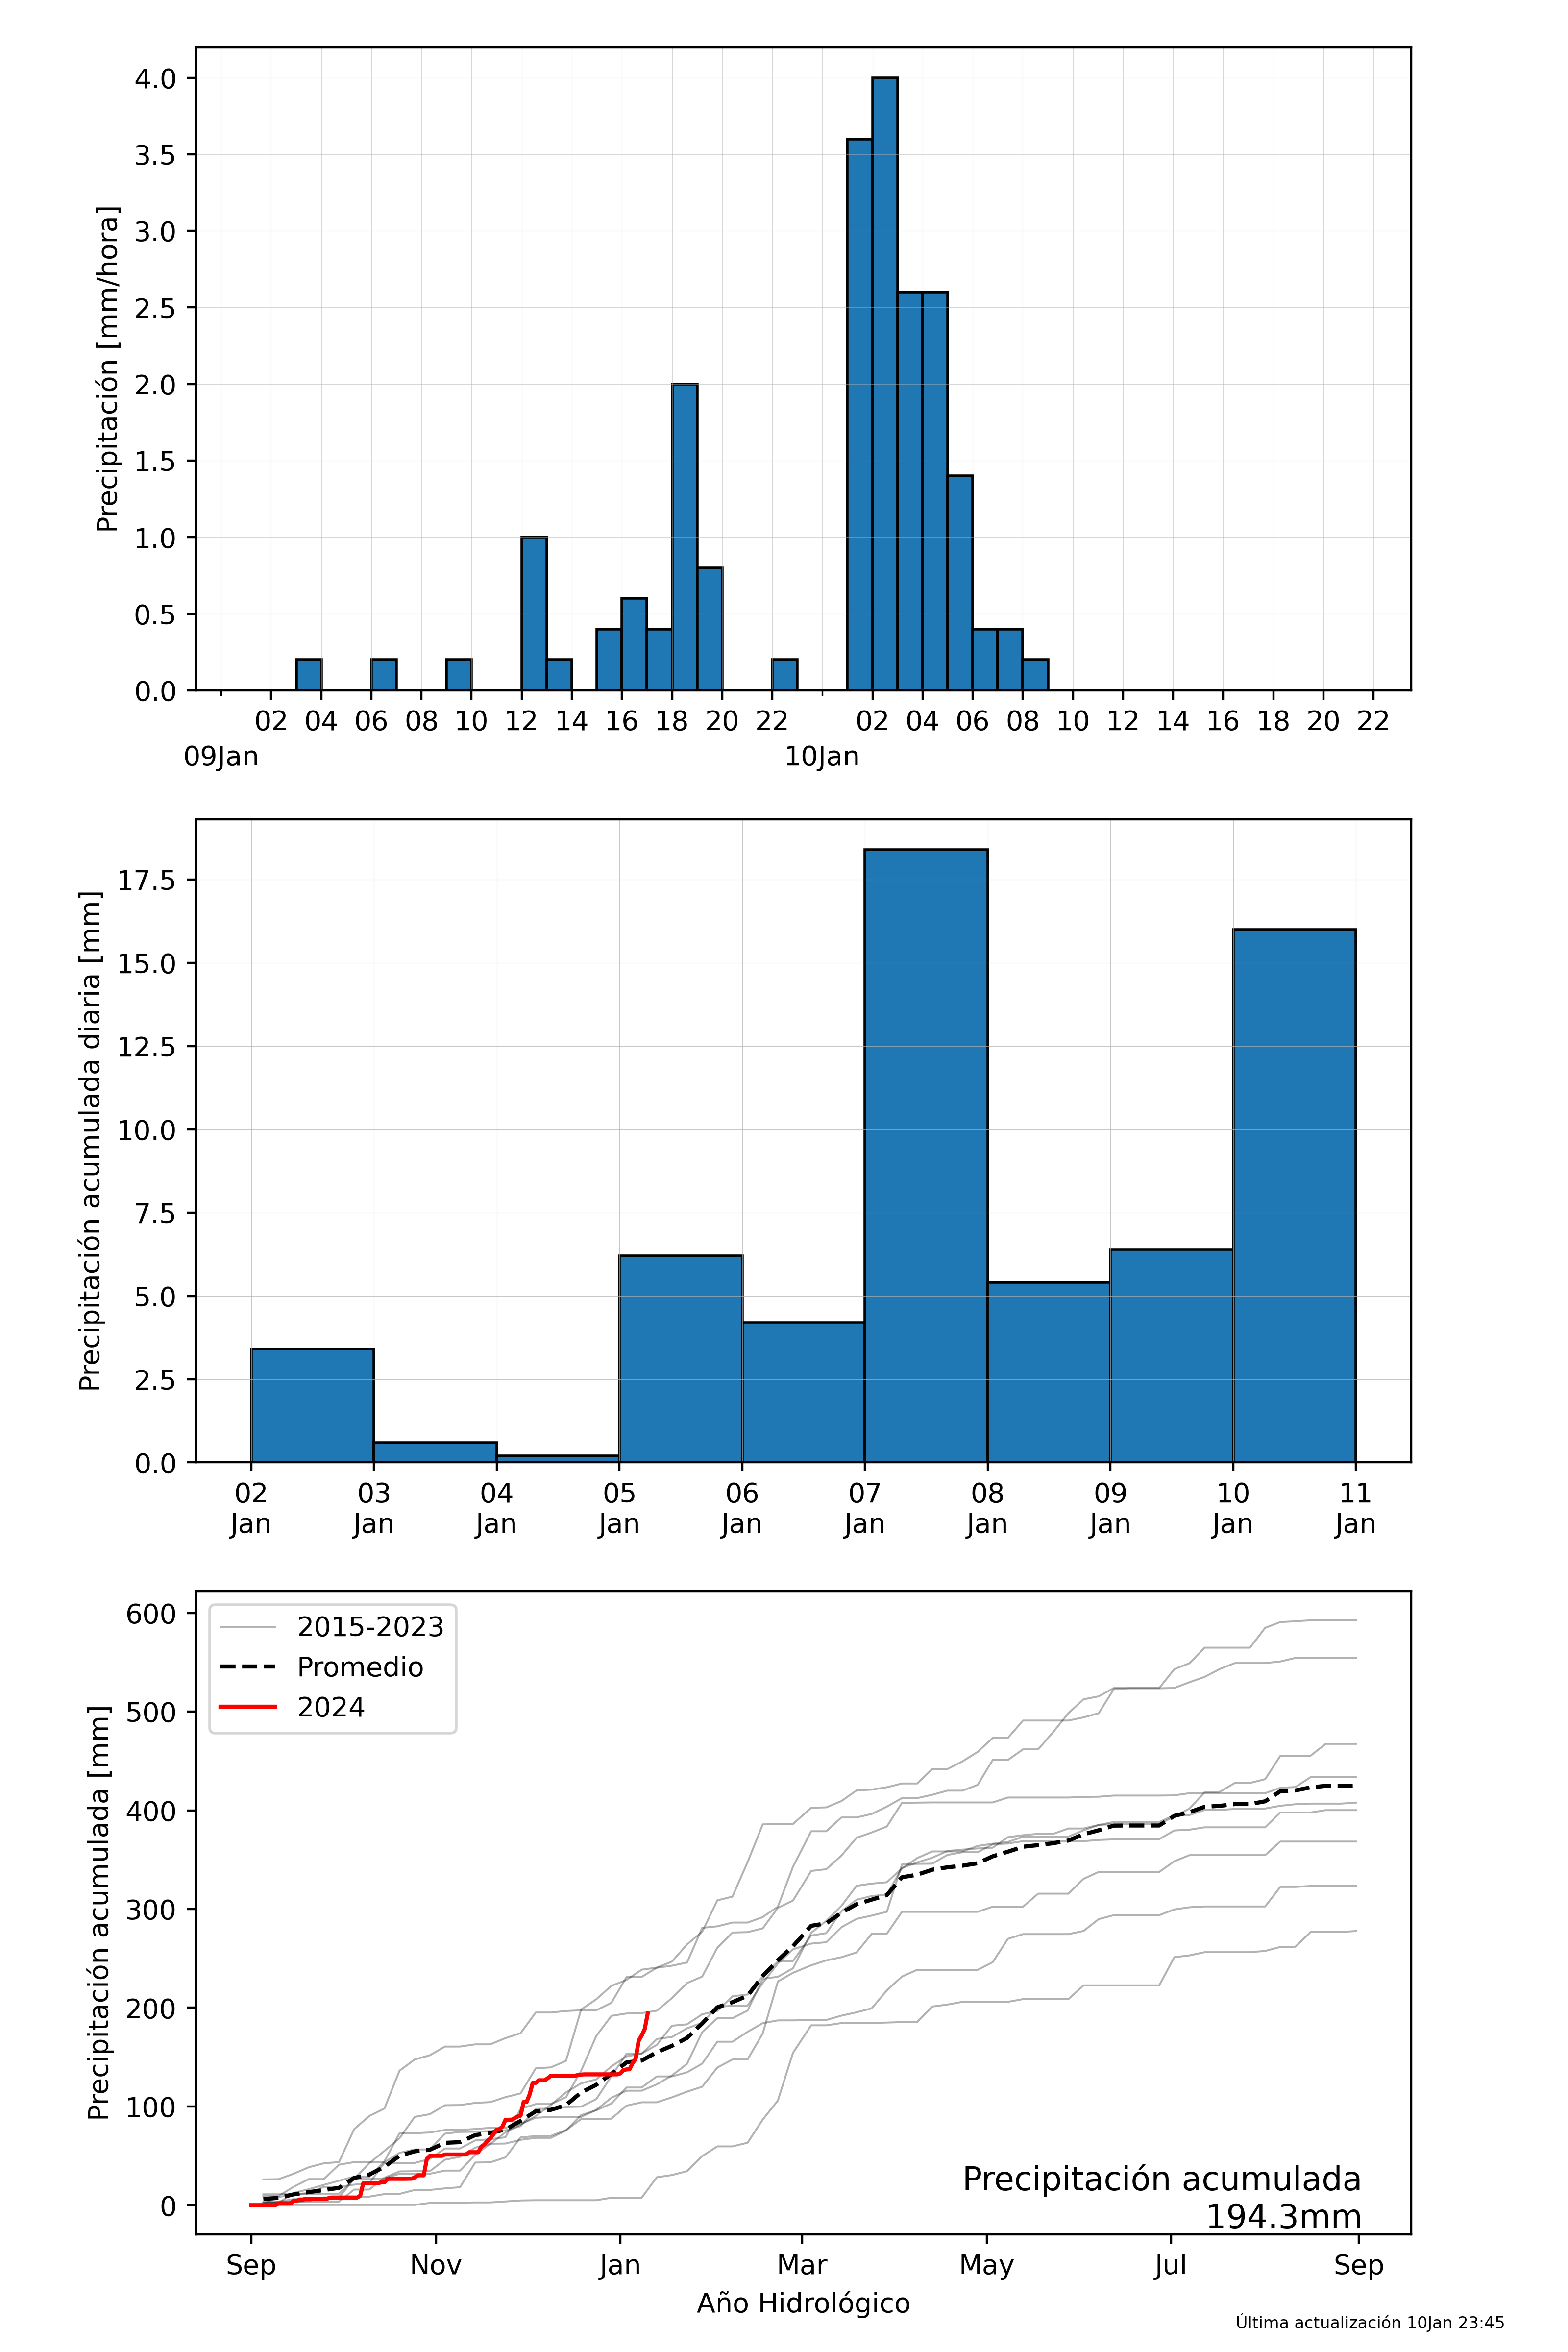 4.0
3.5
3.0
2.5
2.0
1.5
1.0
0.5
0.0
Precipitación [mm/hora]
02 04 06 08 10 12 14 16 18 20 22 02 04 06 08 10 12 14 16 18 20 22
09Jan 10Jan
17.5
15.0
12.5
10.0
7.5
5.0
2.5
0.0
Precipitación acumulada diaria [mm]
02 03 04 05 06 07 08 09 10 11
Jan Jan Jan Jan Jan Jan Jan Jan Jan Jan
600
500
400
300
200
100
0
Precipitación acumulada [mm]
2015-2023
Promedio
2024
Precipitación acumulada
194.3mm
Sep Nov Jan Mar May Jul Sep
Año Hidrológico
Última actualización 10Jan 23:45